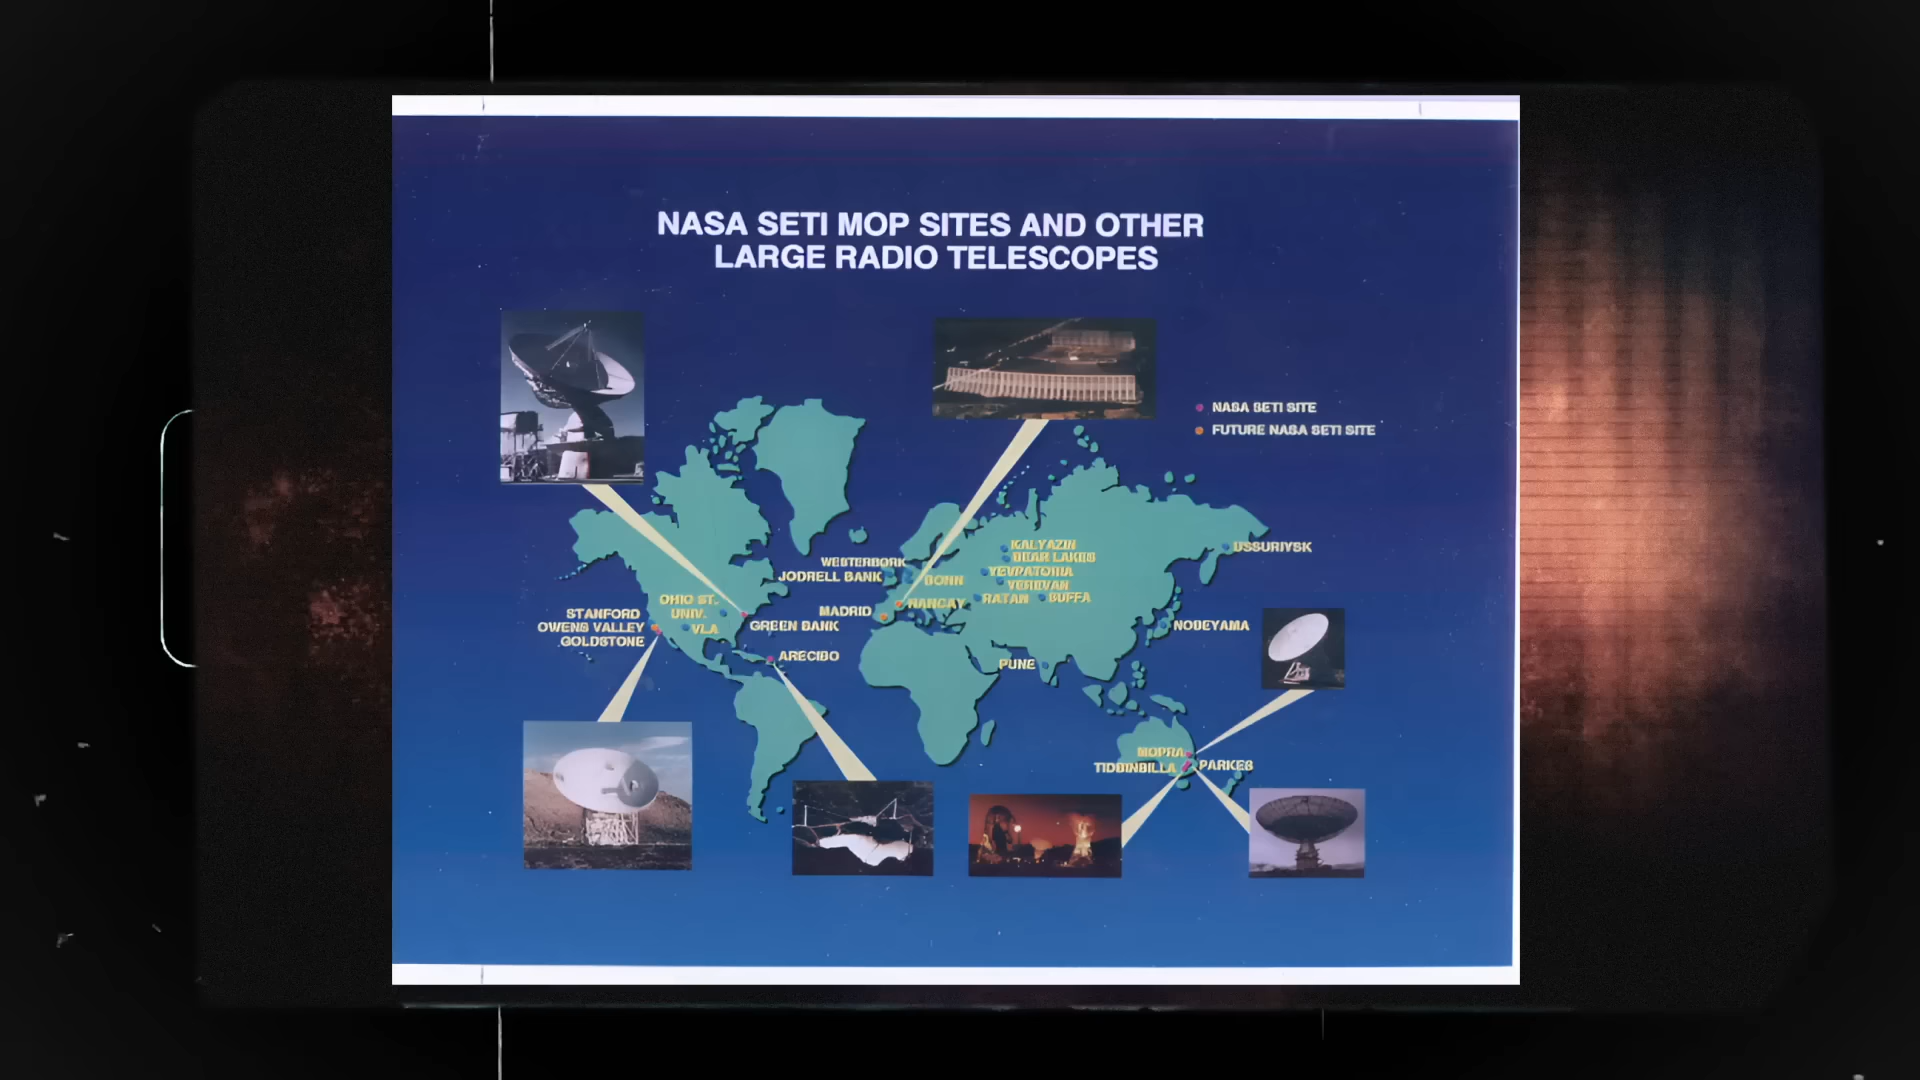 NASA SETI MOP SITES AND OTHER
LARGE RADIO TELESCOPES
NASA SETI SITE
FUTURE NASA SETI SITE
KALYAZIN
BEAR LAKES
USSURIYSK
WESTERBORK
JODRELL BANK
BONN
YEVPATORIA
YEREVAN
RATAN
SUFFA
OHIO ST.
UNIV.
NANCAY
MADRID
STANFORD
OWENS VALLEY
GOLDSTONE
VLA
GREEN BANK
NOBEYAMA
ARECIBO
PUNE
MOPRA
TIDBINBILLA
PARKES